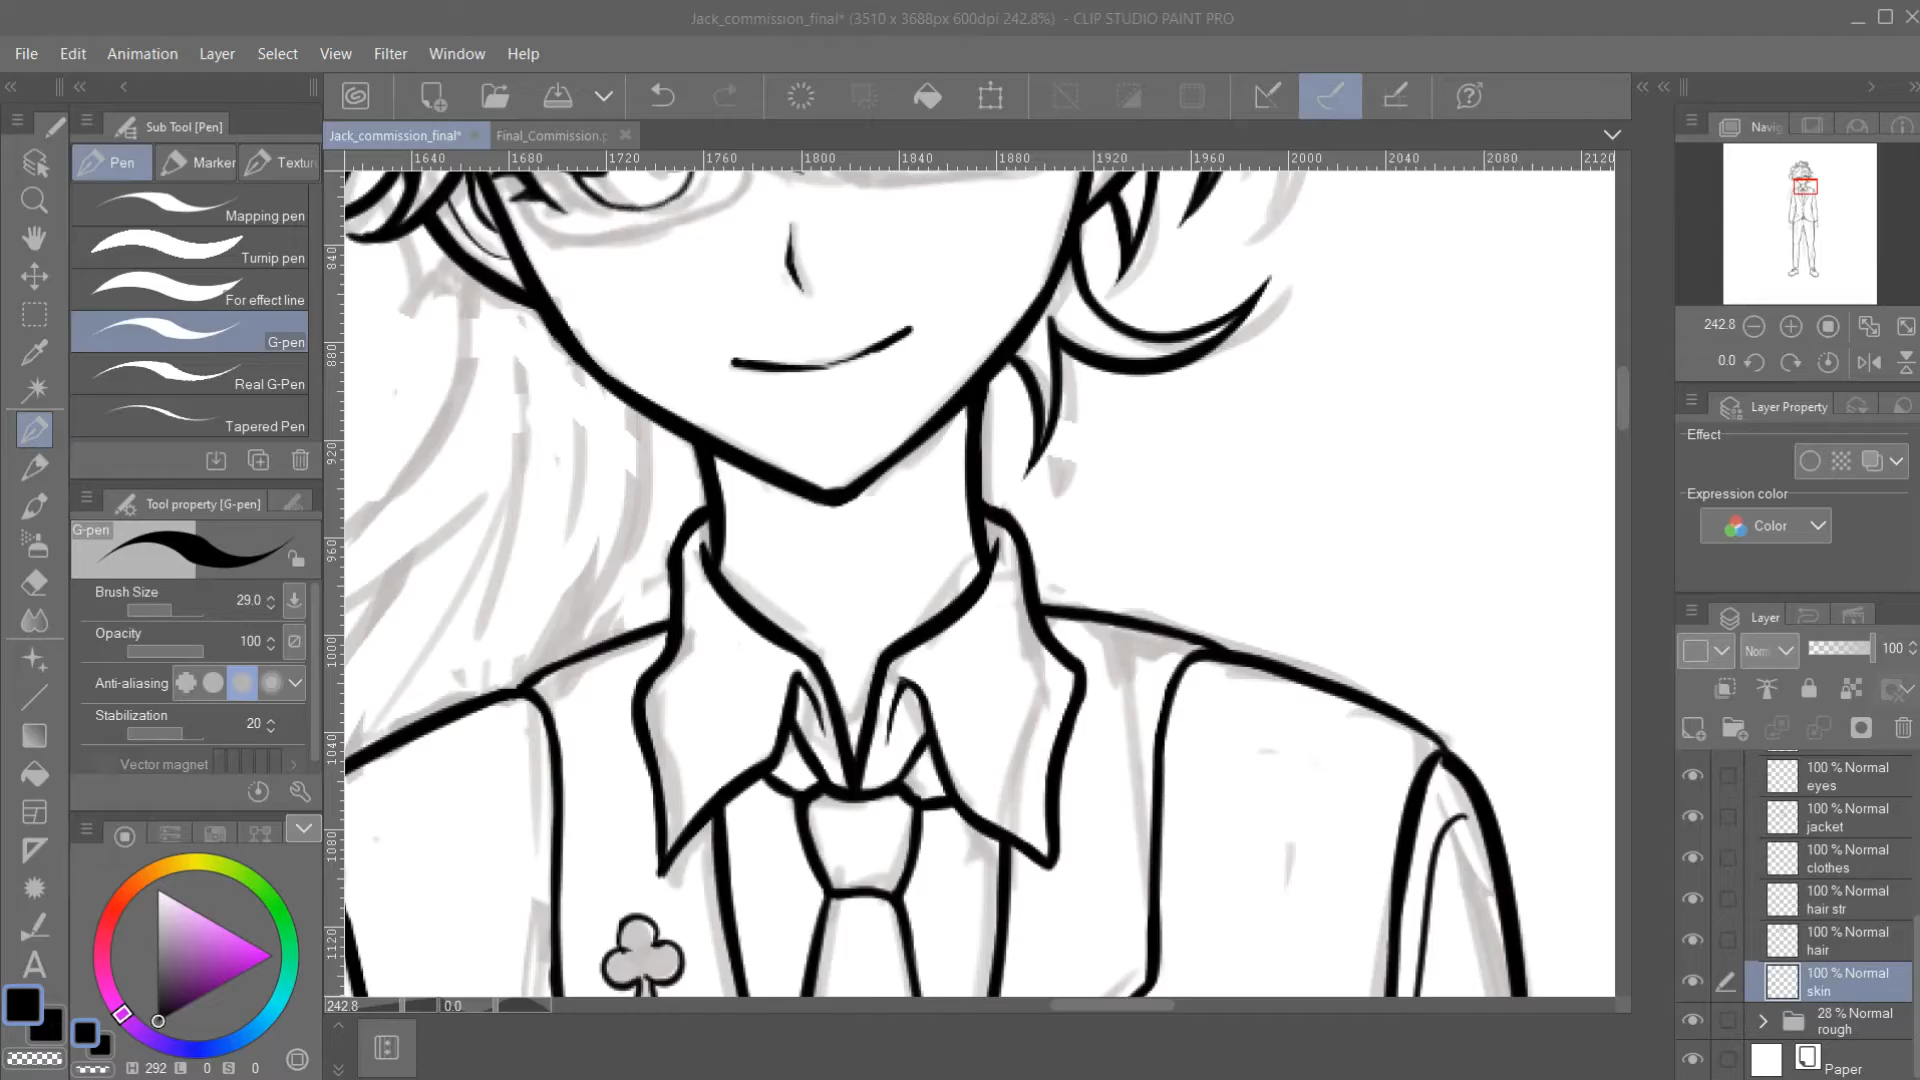 Jack_commission_final* (3510 x 3688px 600dpi 242.8%) - CLIP STUDIO PAINT PRO
File Edit Animation Layer Select View Filter Window Help
Sub Tool [Pen]
Jack_commission_final* Final_Commission.p
Navig
Pen Marker Textur
1640 1680 1720 1760 1800 1840 1880 1920 1960 2000 2040 2080 2120
Mapping pen
Turnip pen
For effect line
G-pen
Real G-Pen
Tapered Pen
840
880
920
960
1000
1040
1080
1120
242.8
0.0
Layer Property
Effect
Expression color
Color
Tool property [G-pen]
G-pen
Brush Size 29.0
Opacity 100
Anti-aliasing
Stabilization 20
Vector magnet
Layer
Norm 100
100 % Normal
eyes
100 % Normal
jacket
100 % Normal
clothes
100 % Normal
hair str
100 % Normal
hair
100 % Normal
skin
28 % Normal
rough
Paper
242.8 0.0
H 292 L 0 S 0